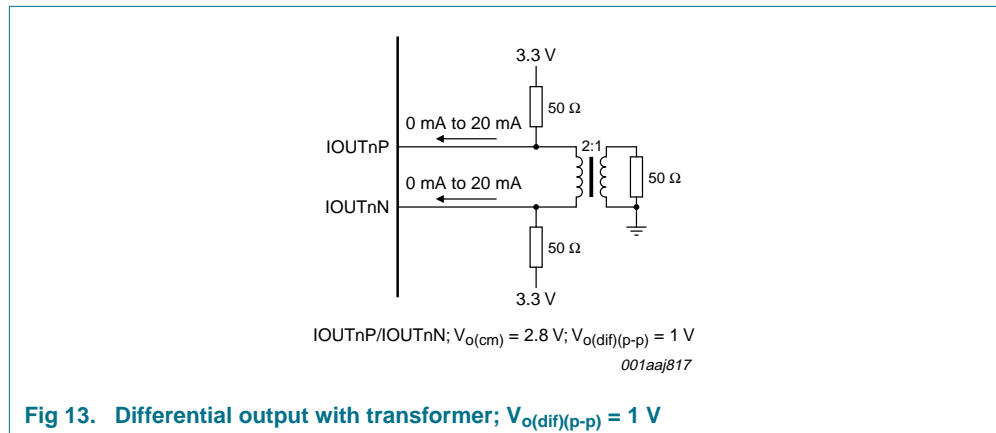 3.3 V
50 Ω
0 mA to 20 mA
IOUTnP
2:1
0 mA to 20 mA
50 Ω
IOUTnN
50 Ω
3.3 V
IOUTnP/IOUTnN; Vo(cm) = 2.8 V; Vo(dif)(p-p) = 1 V
001aaj817
Fig 13. Differential output with transformer; Vo(dif)(p-p) = 1 V